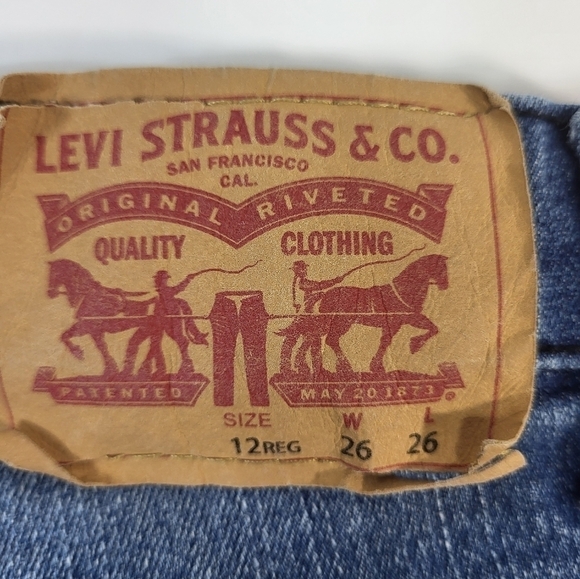 LEVI STRAUSS & CO.
SAN FRANCISCO
CAL.
ORIGINAL RIVETED
QUALITY CLOTHING
PATENTED MAY 20 1873 ®
SIZE W L
12REG 26 26